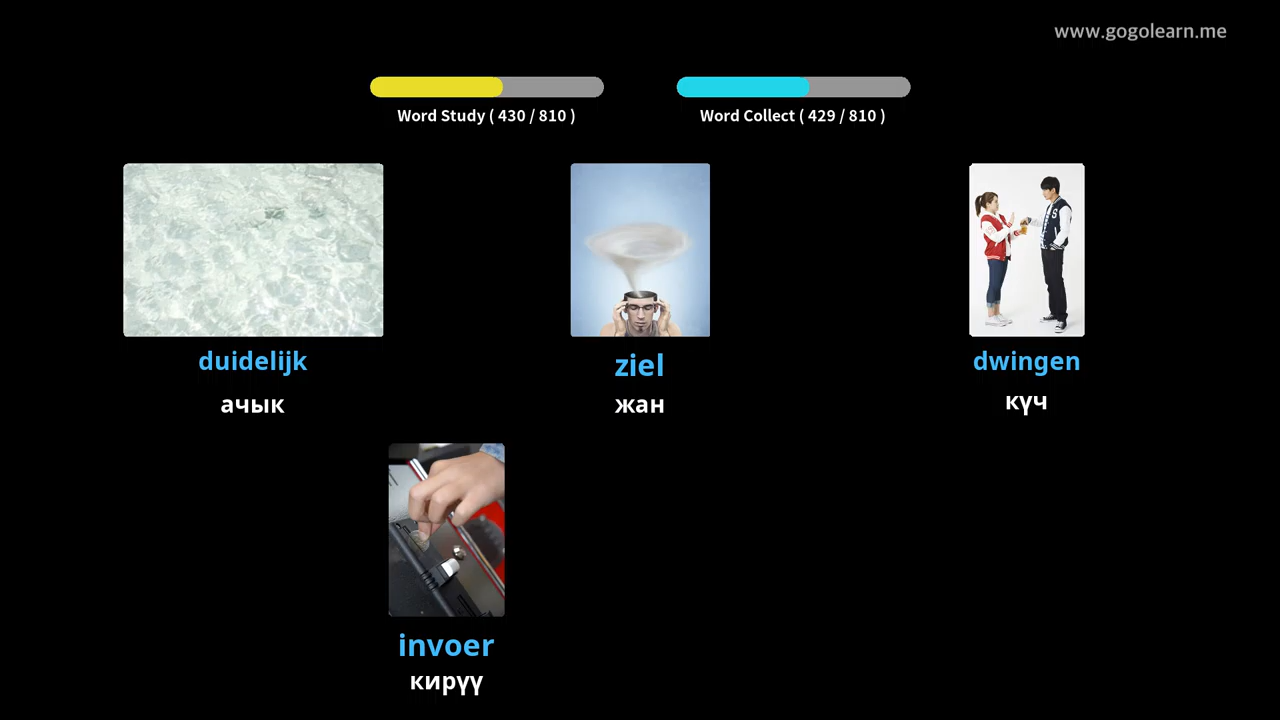 www.gogolearn.me
Word Study ( 430 / 810 )
Word Collect ( 429 / 810 )
duidelijk
ачык
ziel
жан
dwingen
күч
invoer
кирүү